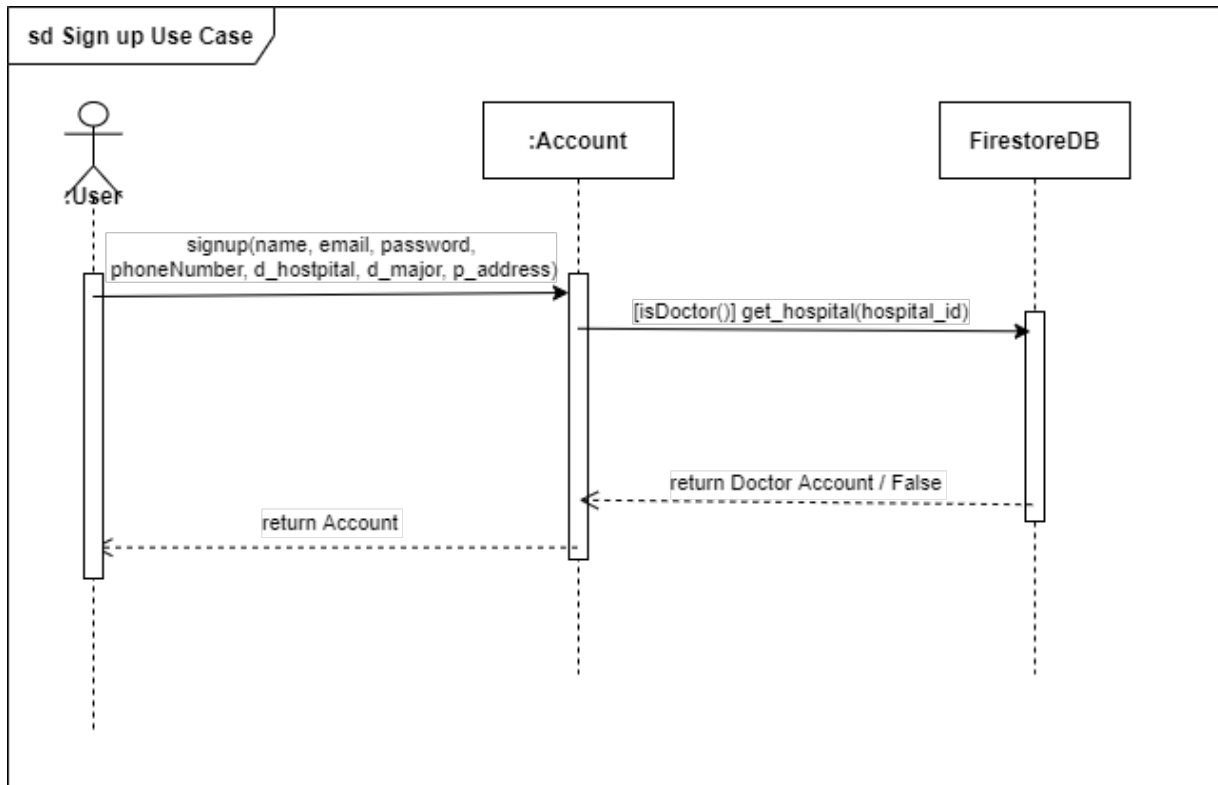 sd Sign up Use Case
:User
:Account
FirestoreDB
signup(name, email, password,
phoneNumber, d_hostpital, d_major, p_address)
[isDoctor()] get_hospital(hospital_id)
return Doctor Account / False
return Account